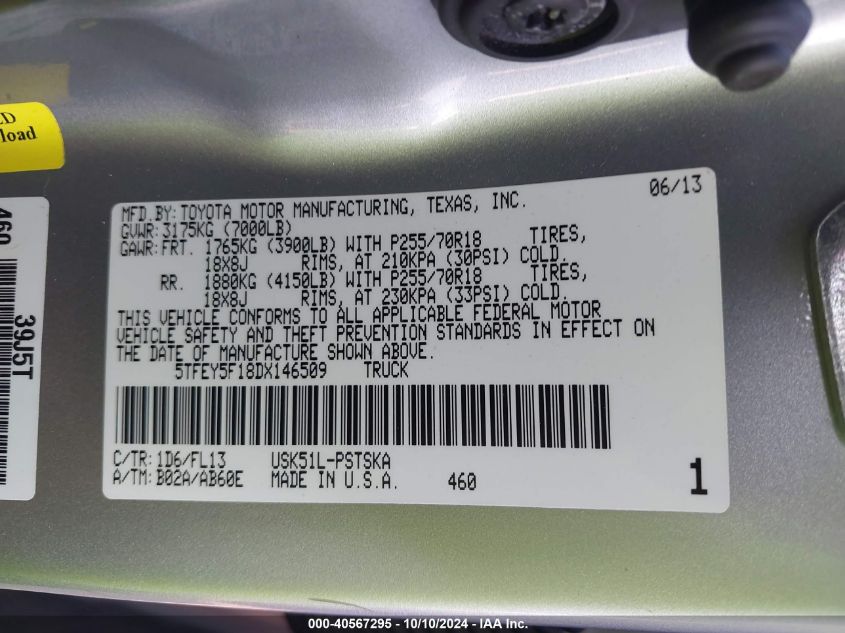 ED
load
460
39J5T
06/13
MFD.BY: TOYOTA MOTOR MANUFACTURING, TEXAS, INC.
GVWR: 3175KG (7000LB)
GAWR: FRT. 1765KG (3900LB) WITH P255/70R18 TIRES,
18X8J RIMS, AT 210KPA (30PSI) COLD.
RR. 1880KG (4150LB) WITH P255/70R18 TIRES,
18X8J RIMS, AT 230KPA (33PSI) COLD.
THIS VEHICLE CONFORMS TO ALL APPLICABLE FEDERAL MOTOR
VEHICLE SAFETY AND THEFT PREVENTION STANDARDS IN EFFECT ON
THE DATE OF MANUFACTURE SHOWN ABOVE.
5TFEY5F18DX146509 TRUCK
C/TR: 1D6/FL13 USK51L-PSTSKA
A/TM: B02A/AB60E MADE IN U.S.A. 460 1
000-40567295 - 10/10/2024 - IAA Inc.